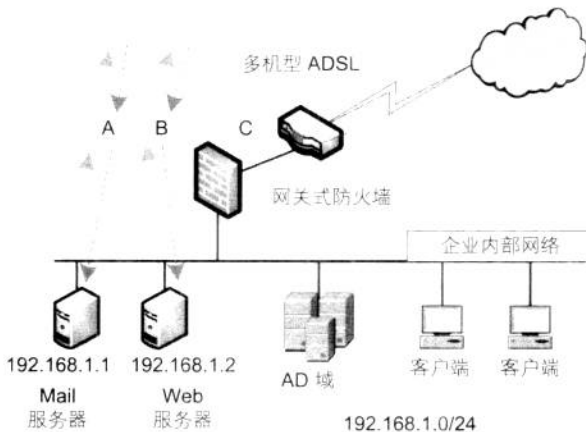 多机型 ADSL
A
B
C
网关式防火墙
企业内部网络
192.168.1.1
192.168.1.2
Mail
服务器
Web
服务器
AD 域
客户端
客户端
192.168.1.0/24